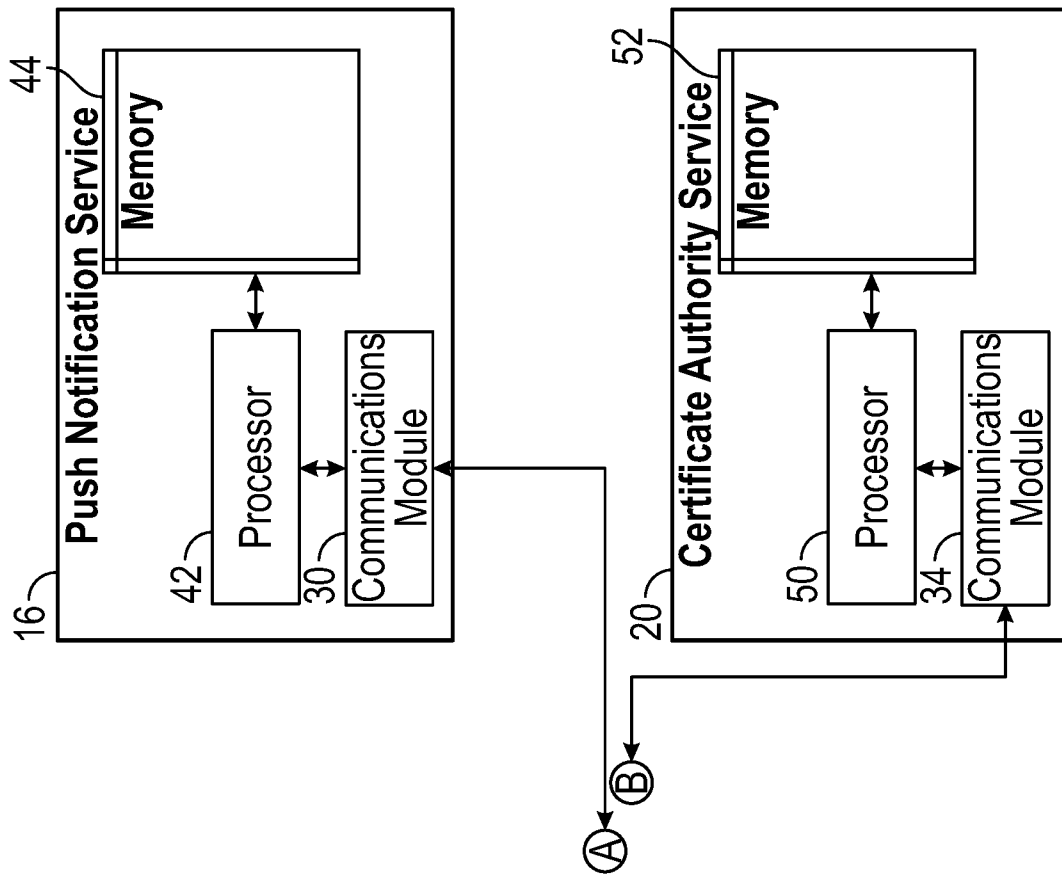 16
Push Notification Service
44
Memory
42
Processor
30
Communications
Module
20
Certificate Authority Service
52
Memory
50
Processor
34
Communications
Module
A
B